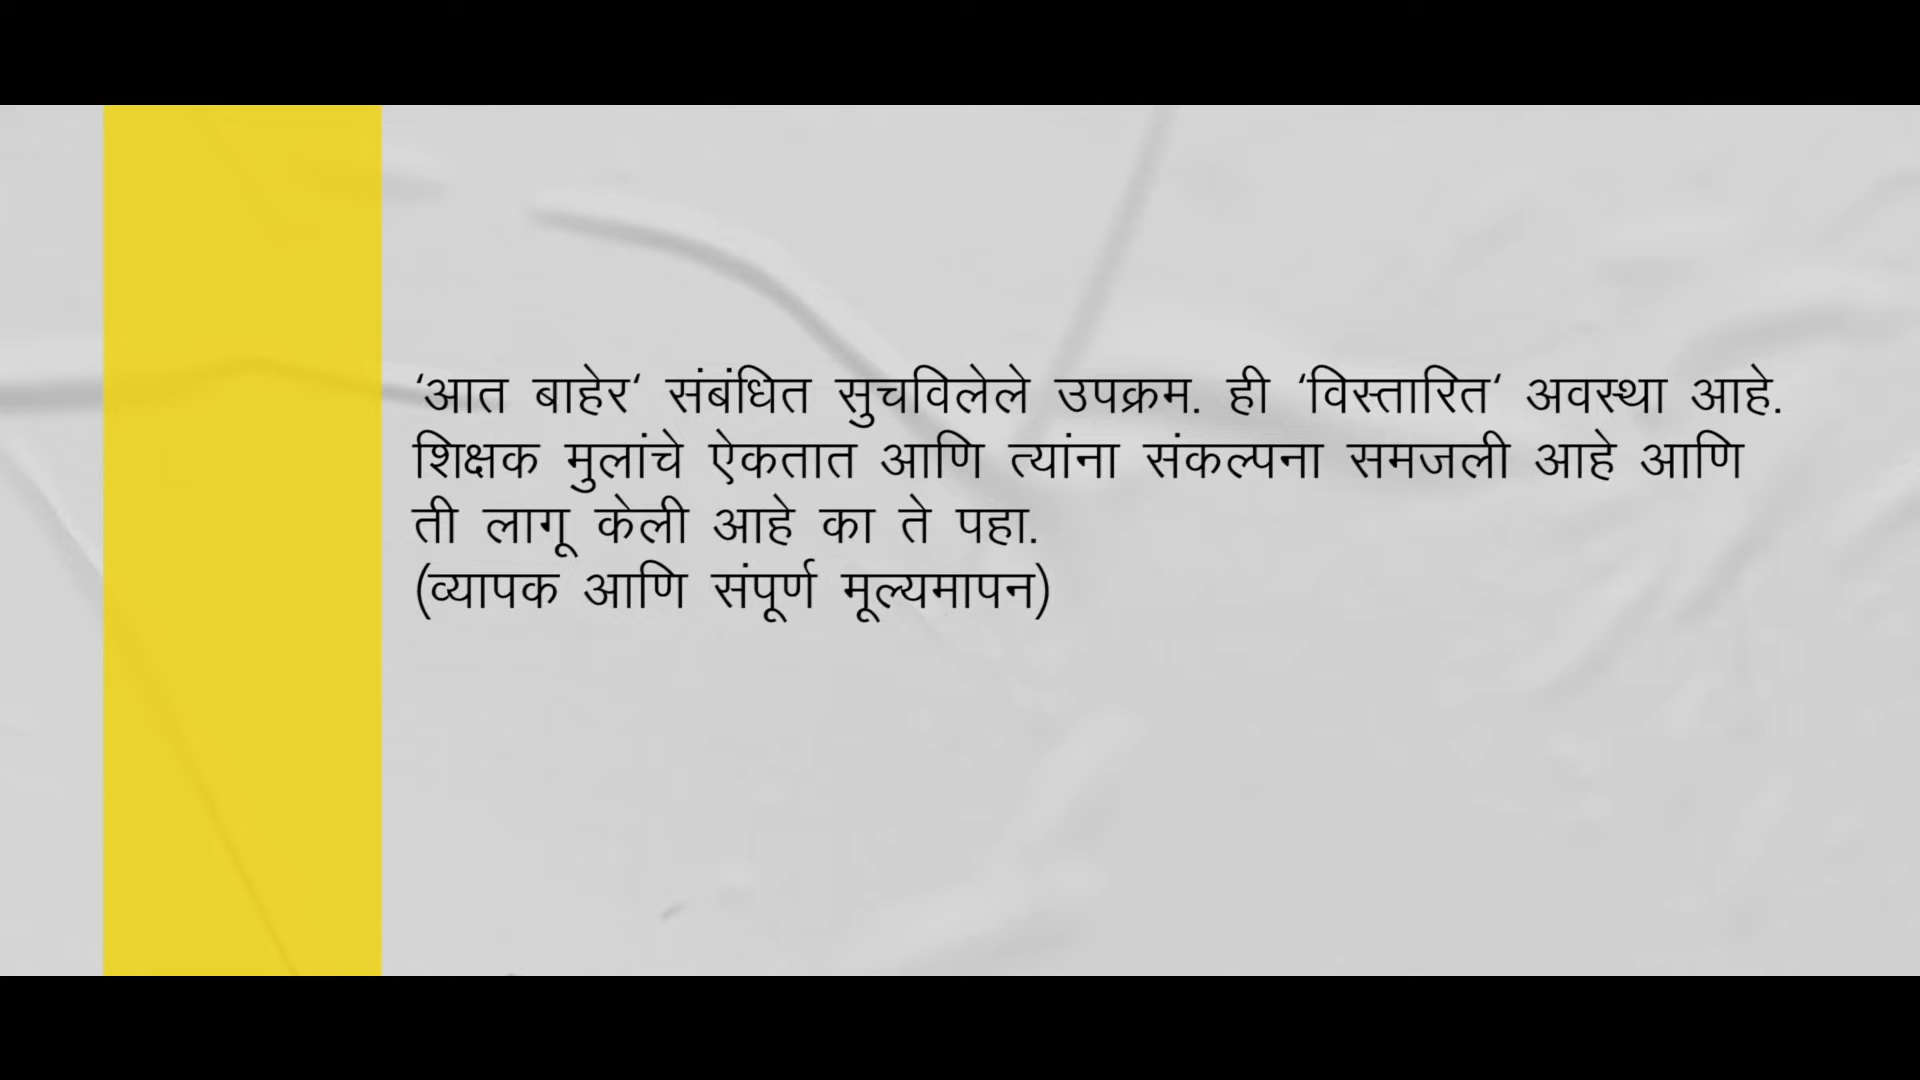 ‘आत बाहेर‘ संबंधित सुचविलेले उपक्रम. ही ‘विस्तारित‘ अवस्था आहे.
शिक्षक मुलांचे ऐकतात आणि त्यांना संकल्पना समजली आहे आणि
ती लागू केली आहे का ते पहा.
(व्यापक आणि संपूर्ण मूल्यमापन)